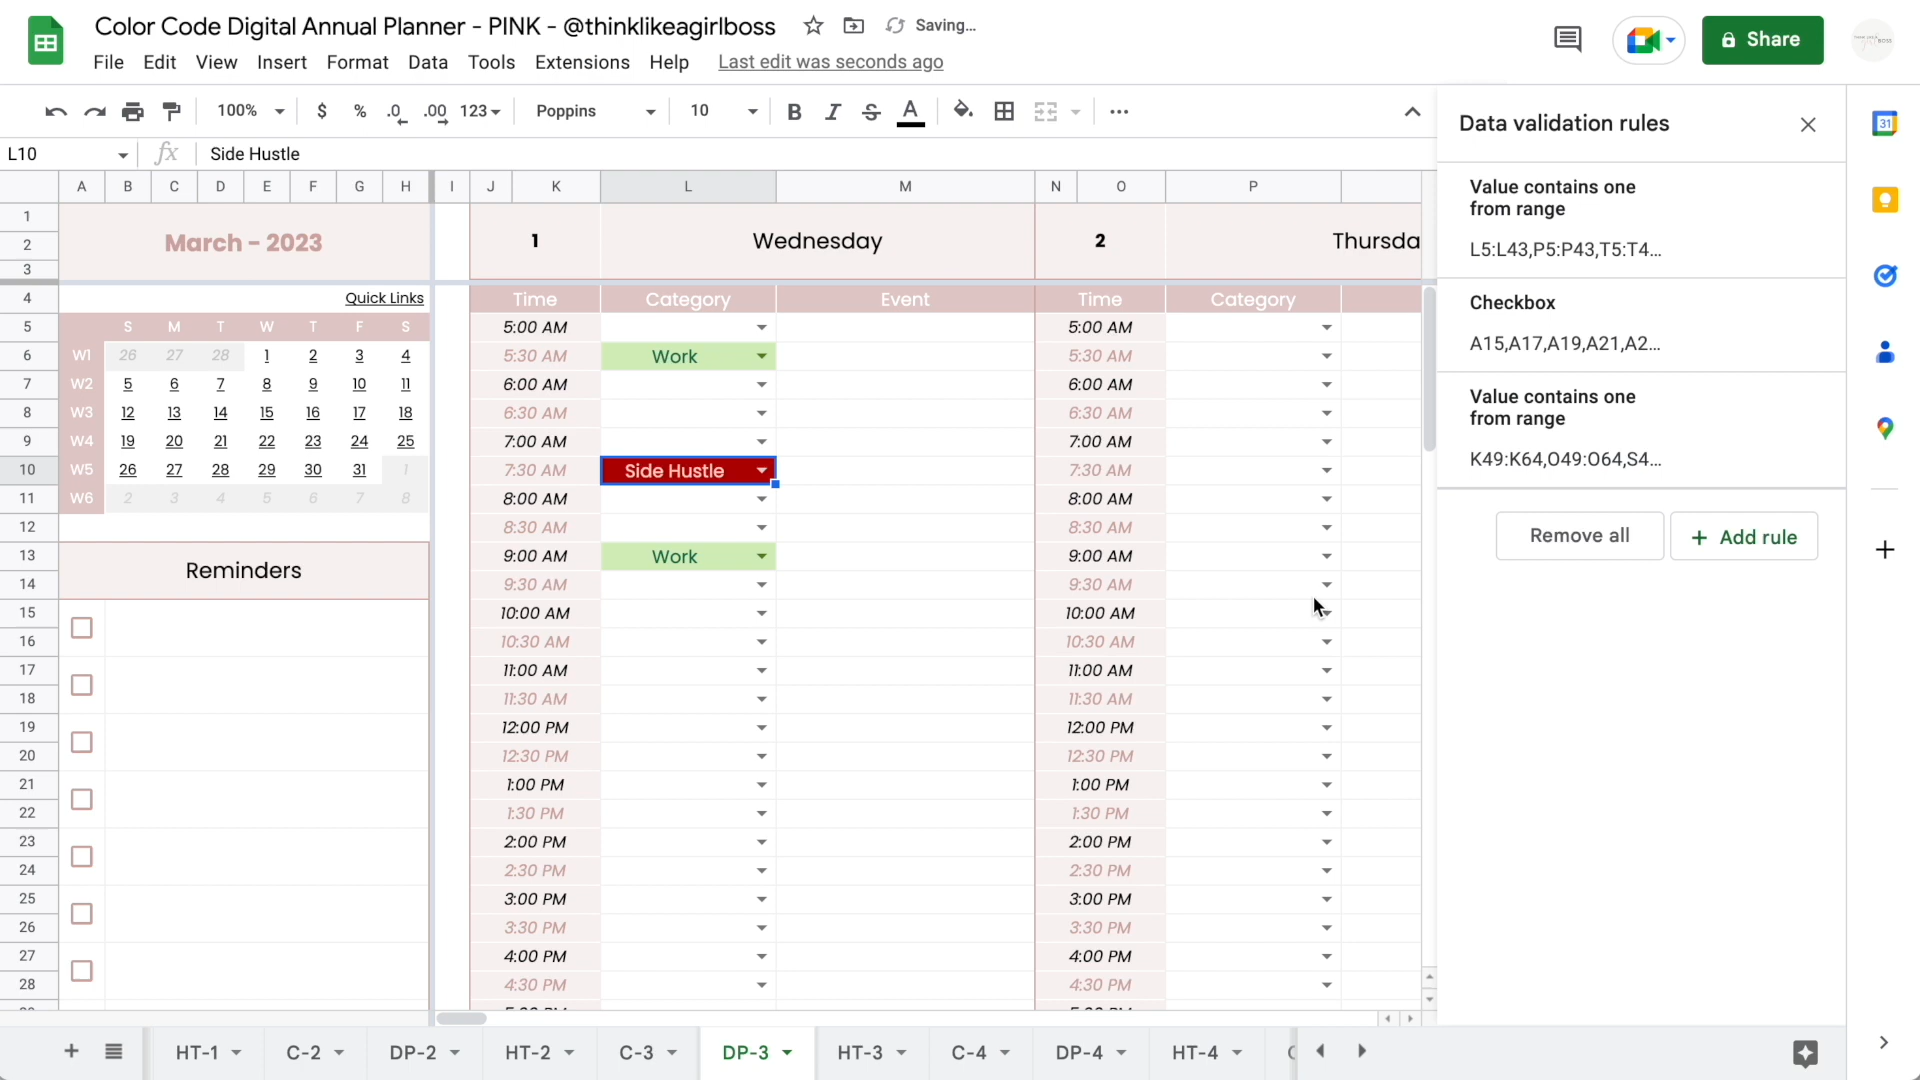 Color Code Digital Annual Planner - PINK - @thinklikeagirlboss Saving...
File Edit View Insert Format Data Tools Extensions Help Last edit was seconds ago
Share
100% $ % .0 .00 123 Poppins 10 B I S A
L10 fx Side Hustle
A B C D E F G H I J K L M N O P
1 2 3
March - 2023
1 Wednesday 2 Thursda
4 Quick Links Time Category Event Time Category
5 S M T W T F S 5:00 AM 5:00 AM
6 W1 26 27 28 1 2 3 4 5:30 AM Work 5:30 AM
7 W2 5 6 7 8 9 10 11 6:00 AM 6:00 AM
8 W3 12 13 14 15 16 17 18 6:30 AM 6:30 AM
9 W4 19 20 21 22 23 24 25 7:00 AM 7:00 AM
10 W5 26 27 28 29 30 31 1 7:30 AM Side Hustle 7:30 AM
11 W6 2 3 4 5 6 7 8 8:00 AM 8:00 AM
12 8:30 AM 8:30 AM
13 9:00 AM Work 9:00 AM
Reminders
14 9:30 AM 9:30 AM
15 10:00 AM 10:00 AM
16 10:30 AM 10:30 AM
17 11:00 AM 11:00 AM
18 11:30 AM 11:30 AM
19 12:00 PM 12:00 PM
20 12:30 PM 12:30 PM
21 1:00 PM 1:00 PM
22 1:30 PM 1:30 PM
23 2:00 PM 2:00 PM
24 2:30 PM 2:30 PM
25 3:00 PM 3:00 PM
26 3:30 PM 3:30 PM
27 4:00 PM 4:00 PM
28 4:30 PM 4:30 PM
Data validation rules
Value contains one
from range
L5:L43,P5:P43,T5:T4...
Checkbox
A15,A17,A19,A21,A2...
Value contains one
from range
K49:K64,O49:O64,S4...
Remove all + Add rule
31
HT-1 C-2 DP-2 HT-2 C-3 DP-3 HT-3 C-4 DP-4 HT-4